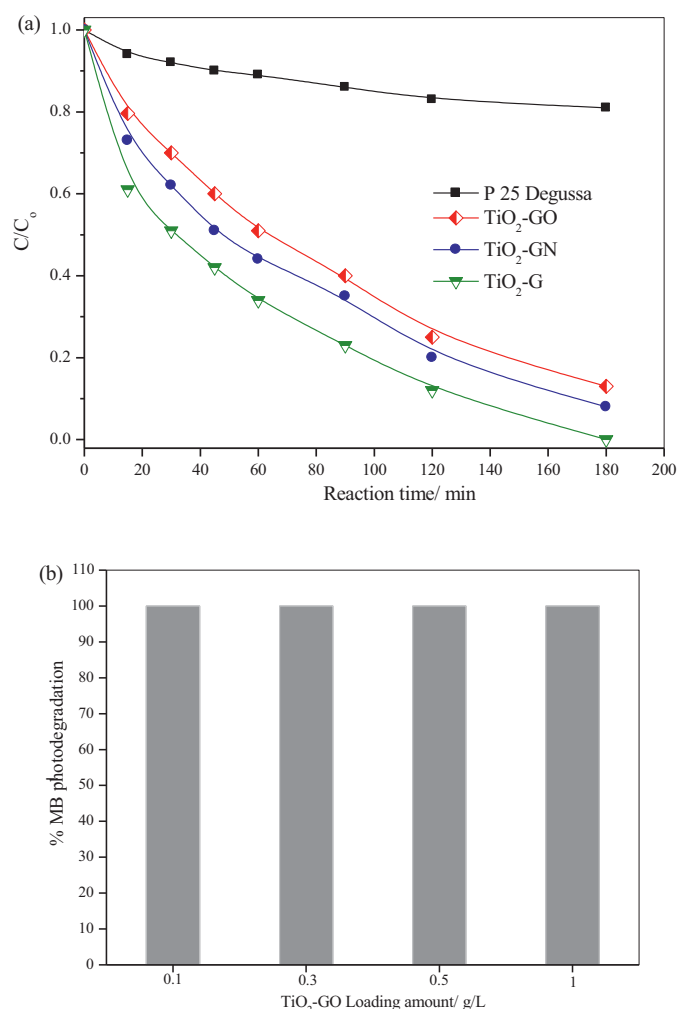 (a)
1.0
0.8
0.6
0.4
0.2
0.0
C/Co
P 25 Degussa
TiO2-GO
TiO2-GN
TiO2-G
0 20 40 60 80 100 120 140 160 180 200
Reaction time/ min
(b)
110
100
90
80
70
60
50
40
30
20
10
0
% MB photodegradation
0.1 0.3 0.5 1
TiO2-GO Loading amount/ g/L